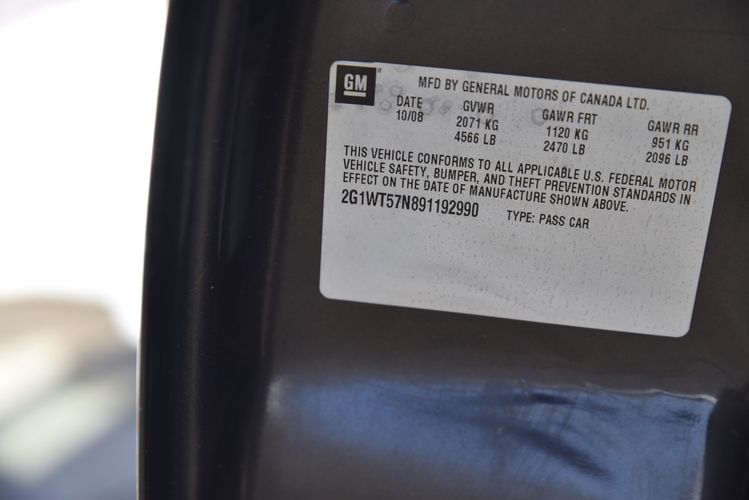 GM ®
MFD BY GENERAL MOTORS OF CANADA LTD.
DATE GVWR GAWR FRT GAWR RR
10/08 2071 KG 1120 KG 951 KG
4566 LB 2470 LB 2096 LB
THIS VEHICLE CONFORMS TO ALL APPLICABLE U.S. FEDERAL MOTOR
VEHICLE SAFETY, BUMPER, AND THEFT PREVENTION STANDARDS IN
EFFECT ON THE DATE OF MANUFACTURE SHOWN ABOVE.
2G1WT57N891192990 TYPE: PASS CAR